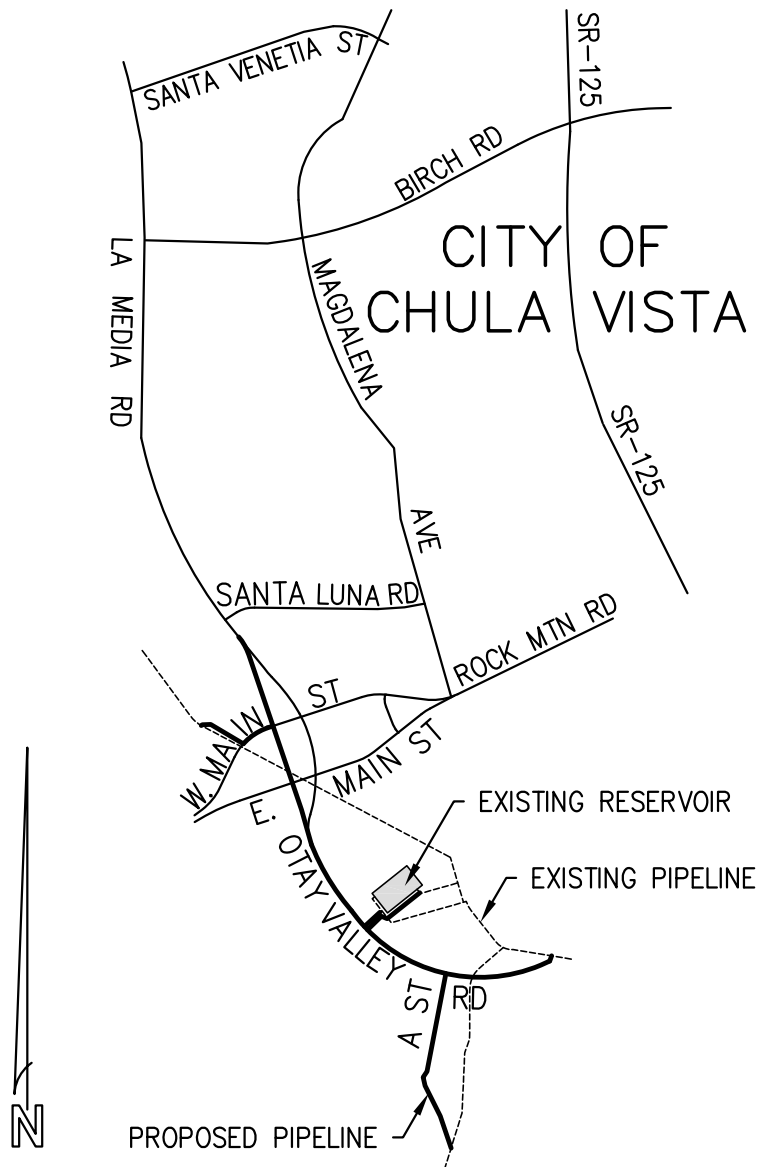 SANTA VENETIA ST
SR-125
BIRCH RD
CITY OF
CHULA VISTA
LA MEDIA RD
MAGDALENA
AVE
SR-125
SANTA LUNA RD
ROCK MTN RD
W. MAIN ST
E. MAIN ST
EXISTING RESERVOIR
EXISTING PIPELINE
OTAY VALLEY RD
A ST
N
PROPOSED PIPELINE